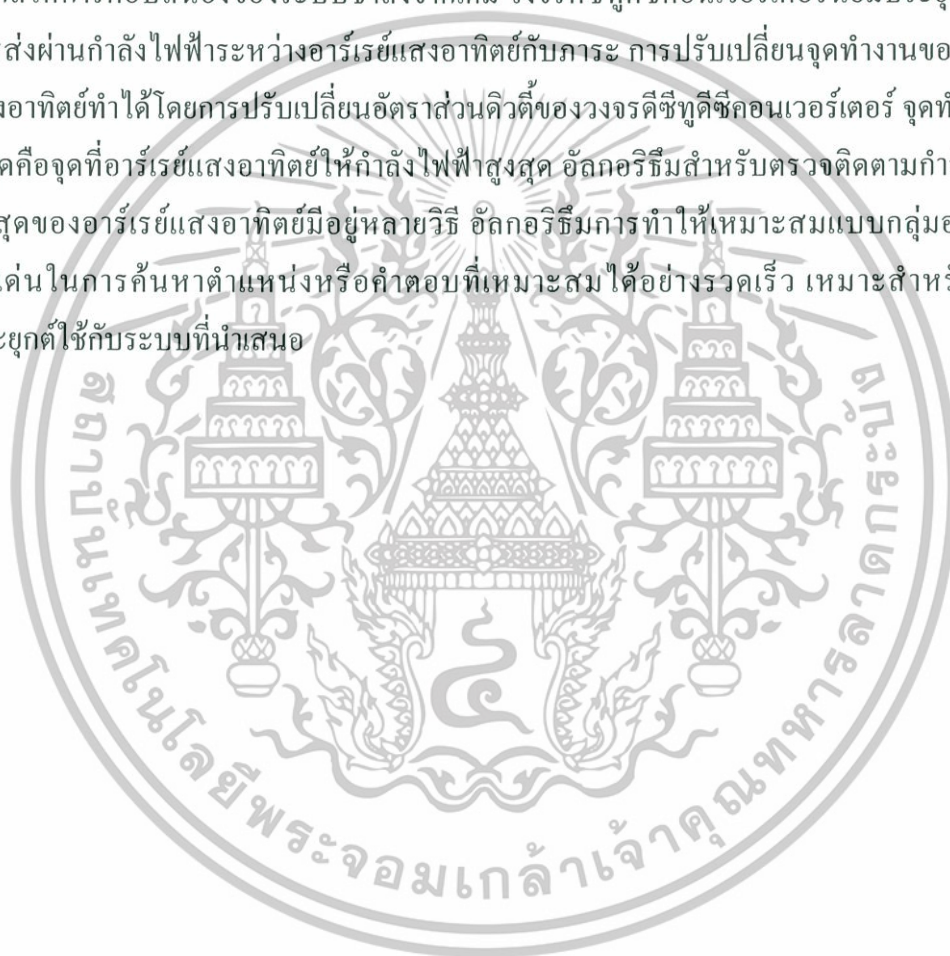 ส่งผ่านกำลังไฟฟ้าระหว่างอาร์เรย์แสงอาทิตย์กับภาระ การปรับเปลี่ยนจุดทำงานขอ
งอาทิตย์ทำได้โดยการปรับเปลี่ยนอัตราส่วนดิวตี้ของวงจรดีซีทูดีซีคอนเวอร์เตอร์ จุดท
ดคือจุดที่อาร์เรย์แสงอาทิตย์ให้กำลังไฟฟ้าสูงสุด อัลกอริธึมสำหรับตรวจติดตามกำ
สุดของอาร์เรย์แสงอาทิตย์มีอยู่หลายวิธี อัลกอริธึมการทำให้เหมาะสมแบบกลุ่มอ
เด่นในการค้นหาตำแหน่งหรือคำตอบที่เหมาะสมได้อย่างรวดเร็ว เหมาะสำหรั
ะยุกต์ใช้กับระบบที่นำเสนอ
สถาบันเทคโนโลยีพระจอมเกล้าเจ้าคุณทหารลาดกระบัง